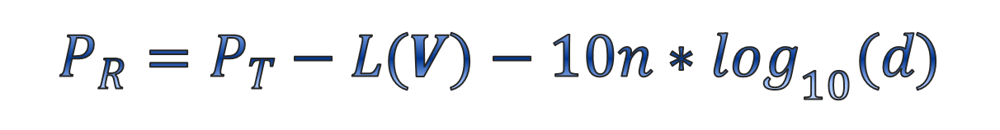 P_R = P_T − L(V) − 10n * log_10(d)